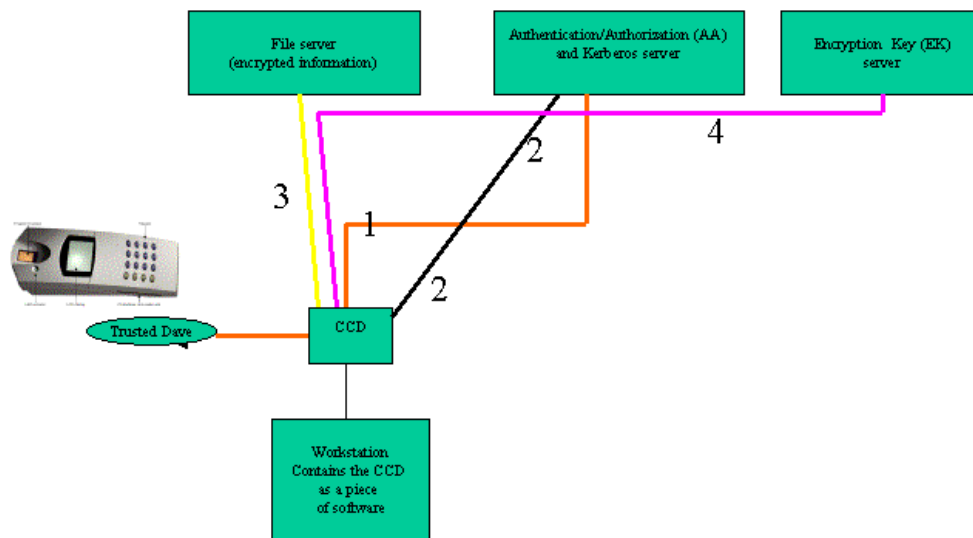 File server
(encrypted information)
Authentication/Authorization (AA)
and Kerberos server
Encryption Key (EK)
server
4
2
3
1
2
CCD
Trusted Dave
Workstation
Contains the CCD
as a piece
of software